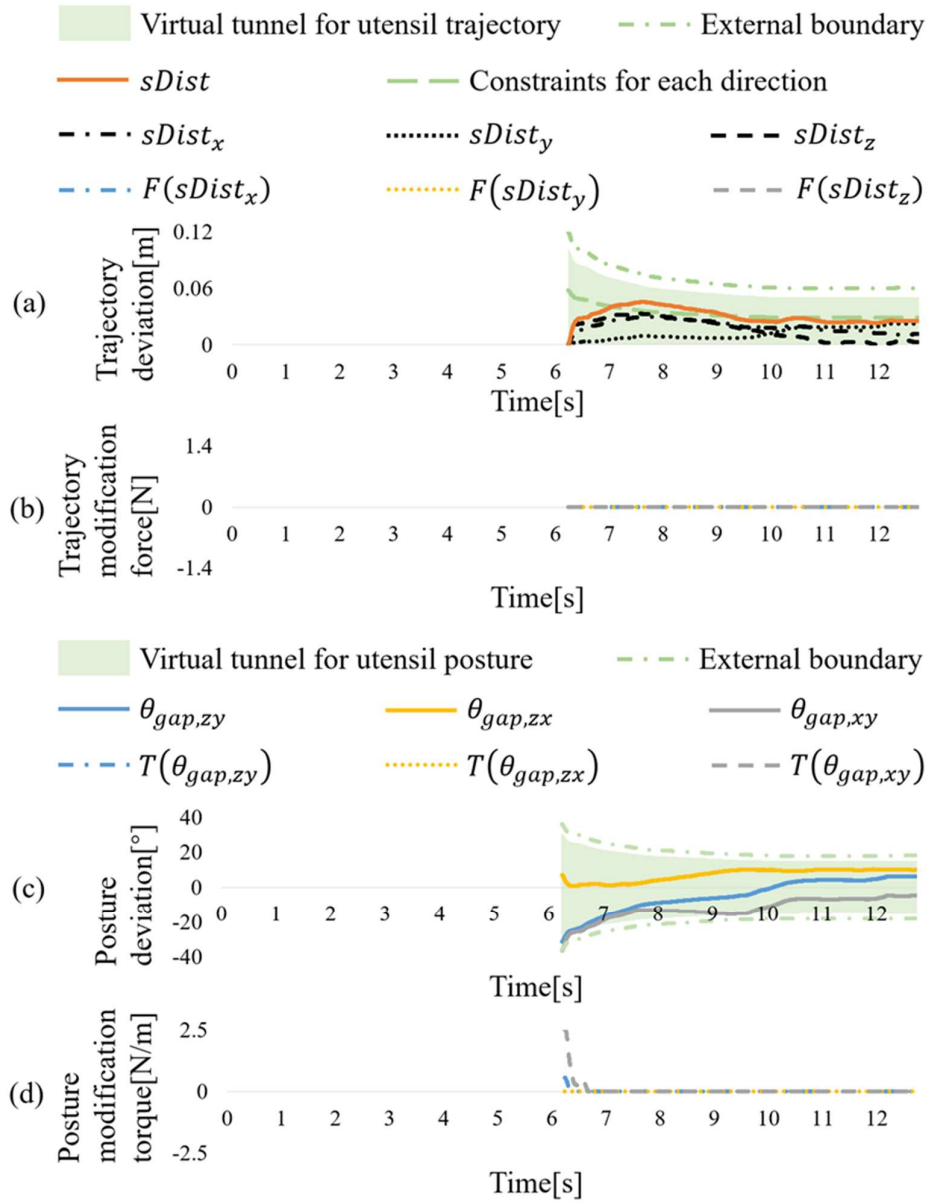 Virtual tunnel for utensil trajectory External boundary
sDist Constraints for each direction
sDist_x sDist_y sDist_z
F(sDist_x) F(sDist_y) F(sDist_z)
(a)
Trajectory
deviation[m]
0.12
0.06
0
0 1 2 3 4 5 6 7 8 9 10 11 12
Time[s]
(b)
Trajectory
modification
force[N]
1.4
0
-1.4
0 1 2 3 4 5 6 7 8 9 10 11 12
Time[s]
Virtual tunnel for utensil posture External boundary
θ_gap,zy θ_gap,zx θ_gap,xy
T(θ_gap,zy) T(θ_gap,zx) T(θ_gap,xy)
(c)
Posture
deviation[°]
40
20
0
-20
-40
0 1 2 3 4 5 6 7 8 9 10 11 12
Time[s]
(d)
Posture
modification
torque[N/m]
2.5
0
-2.5
0 1 2 3 4 5 6 7 8 9 10 11 12
Time[s]